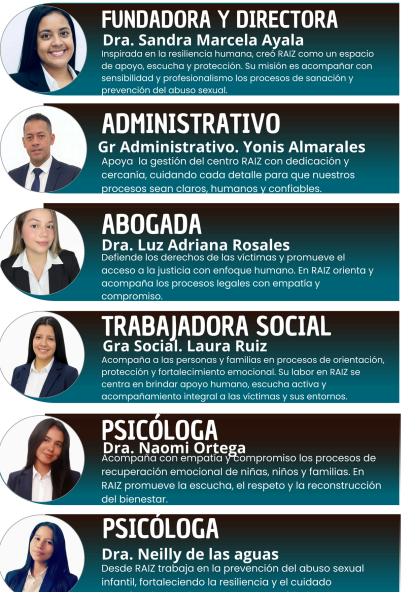 FUNDADORA Y DIRECTORA
Dra. Sandra Marcela Ayala
Inspirada en la resiliencia humana, creó RAIZ como un espacio
de apoyo, escucha y protección. Su misión es acompañar con
sensibilidad y profesionalismo los procesos de sanación y
prevención del abuso sexual.
ADMINISTRATIVO
Gr Administrativo. Yonis Almarales
Apoya la gestión del centro RAIZ con dedicación y
cercanía, cuidando cada detalle para que nuestros
procesos sean claros, humanos y confiables.
ABOGADA
Dra. Luz Adriana Rosales
Defiende los derechos de las víctimas y promueve el
acceso a la justicia con enfoque humano. En RAIZ orienta y
acompaña los procesos legales con empatía y
compromiso.
TRABAJADORA SOCIAL
Gra Social. Laura Ruiz
Acompaña a las personas y familias en procesos de orientación,
protección y fortalecimiento emocional. Su labor en RAIZ se
centra en brindar apoyo humano, escucha activa y
acompañamiento integral a las víctimas y sus entornos.
PSICÓLOGA
Dra. Naomi Ortega
Acompaña con empatía y compromiso los procesos de
recuperación emocional de niñas, niños y familias. En
RAIZ promueve la escucha, el respeto y la reconstrucción
del bienestar.
PSICÓLOGA
Dra. Neilly de las aguas
Desde RAIZ trabaja en la prevención del abuso sexual
infantil, fortaleciendo la resiliencia y el cuidado